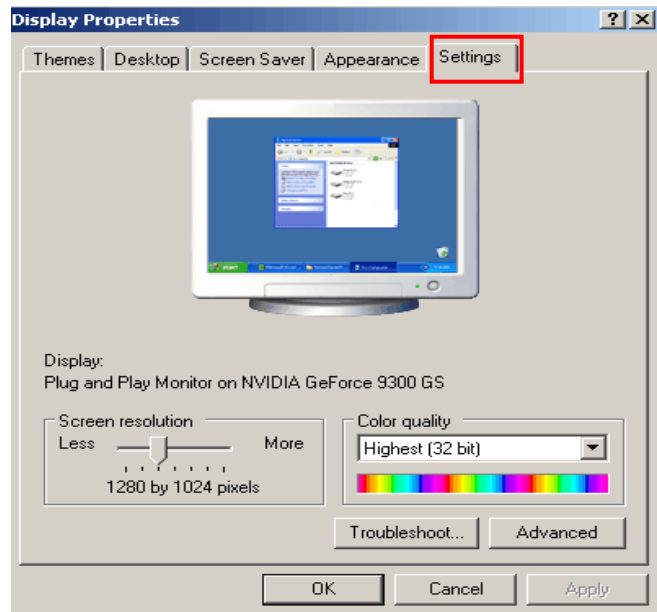 Display Properties
Themes Desktop Screen Saver Appearance Settings
Display:
Plug and Play Monitor on NVIDIA GeForce 9300 GS
Screen resolution
Less More
1280 by 1024 pixels
Color quality
Highest (32 bit)
Troubleshoot... Advanced
OK Cancel Apply